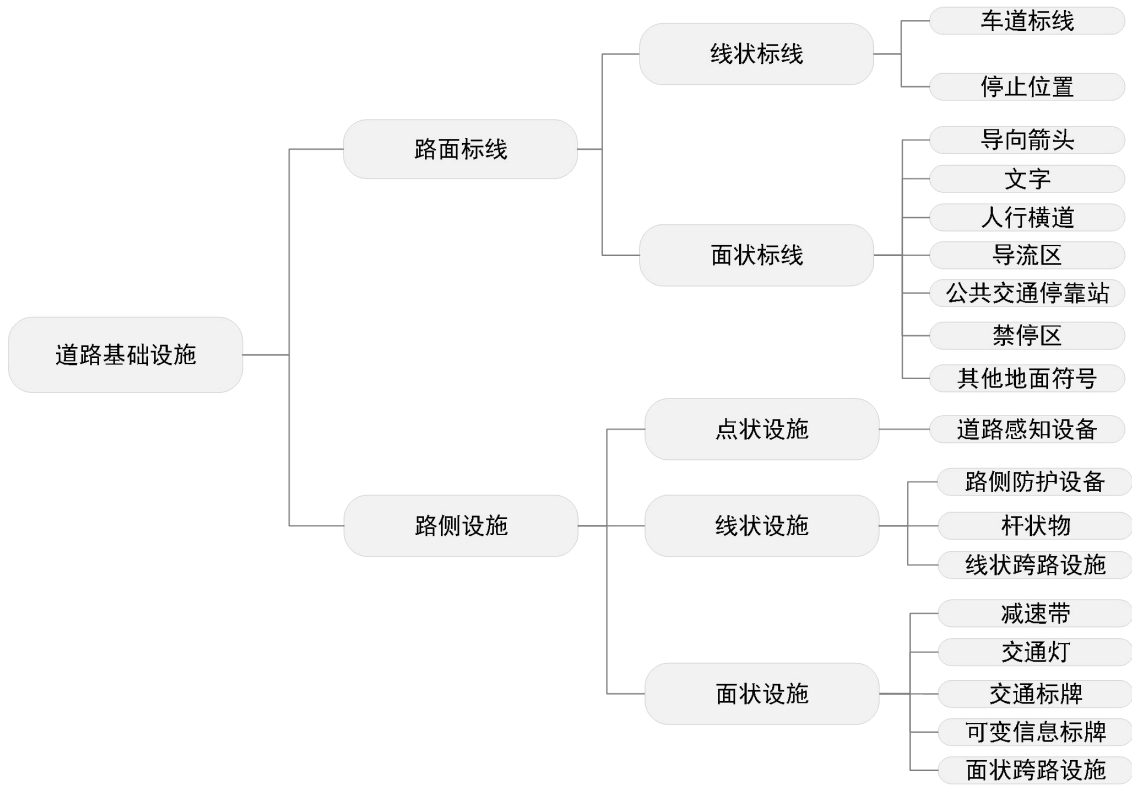 道路基础设施
路面标线
线状标线
车道标线
停止位置
面状标线
导向箭头
文字
人行横道
导流区
公共交通停靠站
禁停区
其他地面符号
路侧设施
点状设施
道路感知设备
线状设施
路侧防护设备
杆状物
线状跨路设施
面状设施
减速带
交通灯
交通标牌
可变信息标牌
面状跨路设施